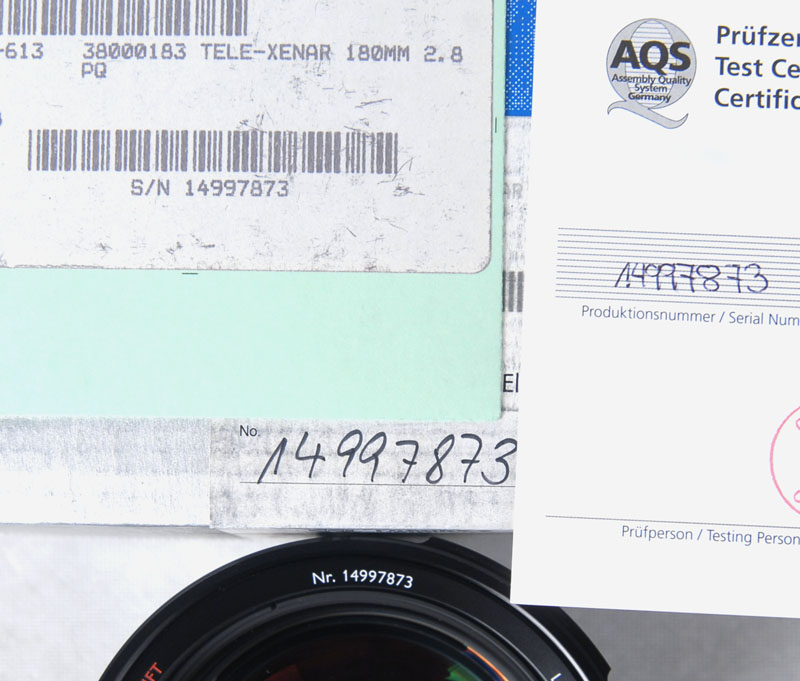 -613 38000183 TELE-XENAR 180MM 2.8
PQ
S/N 14997873
AQS
Assembly Quality
System
Germany
Prüfzer
Test Ce
Certific
14997873
Produktionsnummer / Serial Num
El
No. 14997873
Prüfperson / Testing Person
Nr. 14997873